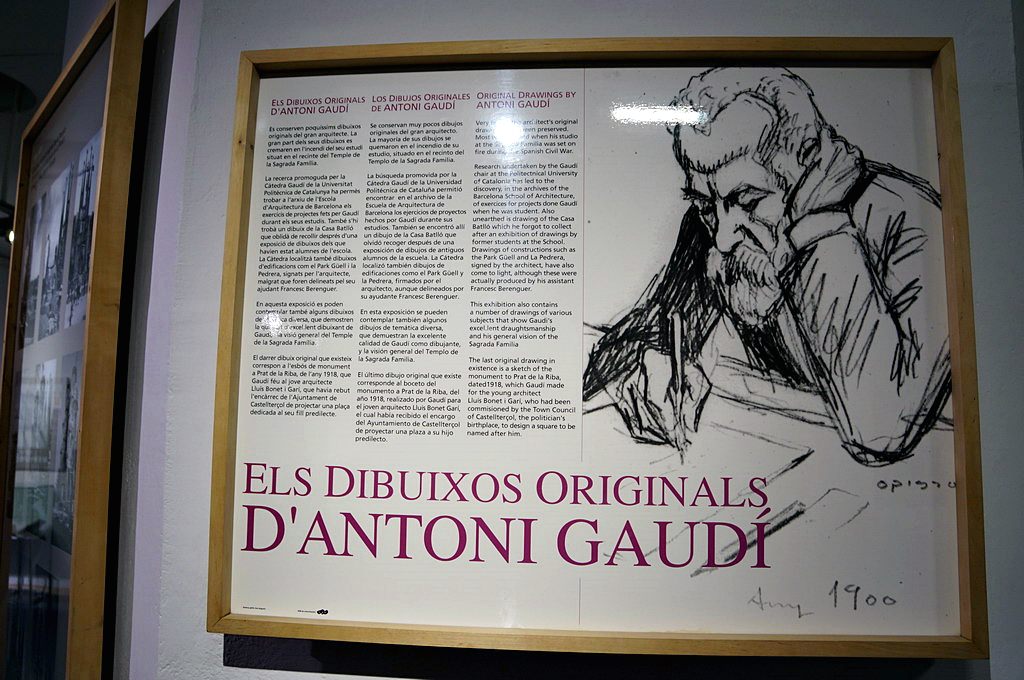 ELS DIBUIXOS ORIGINALS
D'ANTONI GAUDÍ
Es conserven poquíssims dibuixos
originals del gran arquitecte. La
gran part dels seus dibuixos es
cremaren en l'incendi del seu estudi
situat en el recinte del Temple de
la Sagrada Família.
La recerca promoguda per la
Càtedra Gaudí de la Universitat
Politècnica de Catalunya ha permès
trobar a l'arxiu de l'Escola
d'Arquitectura de Barcelona els
exercicis de projectes fets per Gaudí
durant els seus estudis. També s'hi
trobà un dibuix de la Casa Batlló
que oblidà de recollir després d'una
exposició de dibuixos dels que
havien estat alumnes de l'escola.
La Càtedra localitzà també dibuixos
d'edificacions com el Park Güell i la
Pedrera, signats per l'arquitecte,
malgrat que foren delineats pel seu
ajudant Francesc Berenguer.
En aquesta exposició es poden
contemplar també alguns dibuixos
de diversa, que demostren
la excel.lent dibuixant de
Gaudí, la visió general del Temple
de la Sagrada Família.
El darrer dibuix original que existeix
correspon a l'esbós de monument
a Prat de la Riba, de l'any 1918, que
Gaudí féu al jove arquitecte
Lluís Bonet i Garí, que havia rebut
l'encàrrec de l'Ajuntament de
Castellterçol de projectar una plaça
dedicada al seu fill predilecte.
LOS DIBUJOS ORIGINALES
DE ANTONI GAUDÍ
Se conservan muy pocos dibujos
originales del gran arquitecto.
La mayoría de sus dibujos se
quemaron en el incendio de su
estudio, situado en el recinto del
Templo de la Sagrada Familia.
La búsqueda promovida por la
Cátedra Gaudí de la Universidad
Politécnica de Cataluña permitió
encontrar en el archivo de la
Escuela de Arquitectura de
Barcelona los ejercicios de proyectos
hechos por Gaudí durante sus
estudios. También se encontró allí
un dibujo de la Casa Batlló que
olvidó recoger después de una
exposición de dibujos de antiguos
alumnos de la escuela. La Cátedra
localizó también dibujos de
edificaciones como el Park Güell y
La Pedrera, firmados por el
arquitecto, aunque delineados por
su ayudante Francesc Berenguer.
En esta exposición se pueden
contemplar también algunos
dibujos de temática diversa,
que demuestran la excelente
calidad de Gaudí como dibujante,
y la visión general del Templo de
la Sagrada Família.
El último dibujo original que existe
corresponde al boceto del
monumento a Prat de la Riba, del
año 1918, realizado por Gaudí para
el joven arquitecto Lluís Bonet Garí,
el cual había recibido el encargo
del Ayuntamiento de Castellterçol
de proyectar una plaza a su hijo
predilecto.
ORIGINAL DRAWINGS BY
ANTONI GAUDÍ
Very architect's original
been preserved.
Most when his studio
at the Familia was set on
fire Spanish Civil War.
Research undertaken by the Gaudí
chair at the Politechnical University
of Catalonia has led to the
discovery, in the archives of the
Barcelona School of Architecture,
of exercices for projects done Gaudí
when he was student. Also
unearthed is drawing of the Casa
Batlló which he forgot to collect
after an exhibition of drawings by
former students at the School.
Drawings of constructions such as
the Park Güell and La Pedrera,
signed by the architect, have also
come to light, although these were
actually produced by his assistant
Francesc Berenguer.
This exhibition also contains
a number of drawings of various
subjects that show Gaudí's
excel.lent draughtsmanship
and his general vision of the
Sagrada Família
The last original drawing in
existence is a sketch of the
monument to Prat de la Riba,
dated1918, which Gaudí made
for the young architect
Lluís Bonet i Garí, who had been
commisioned by the Town Council
of Castellterçol, the politician's
birthplace, to design a square to be
named after him.
ELS DIBUIXOS ORIGINALS
D'ANTONI GAUDÍ
opisso
Any 1900